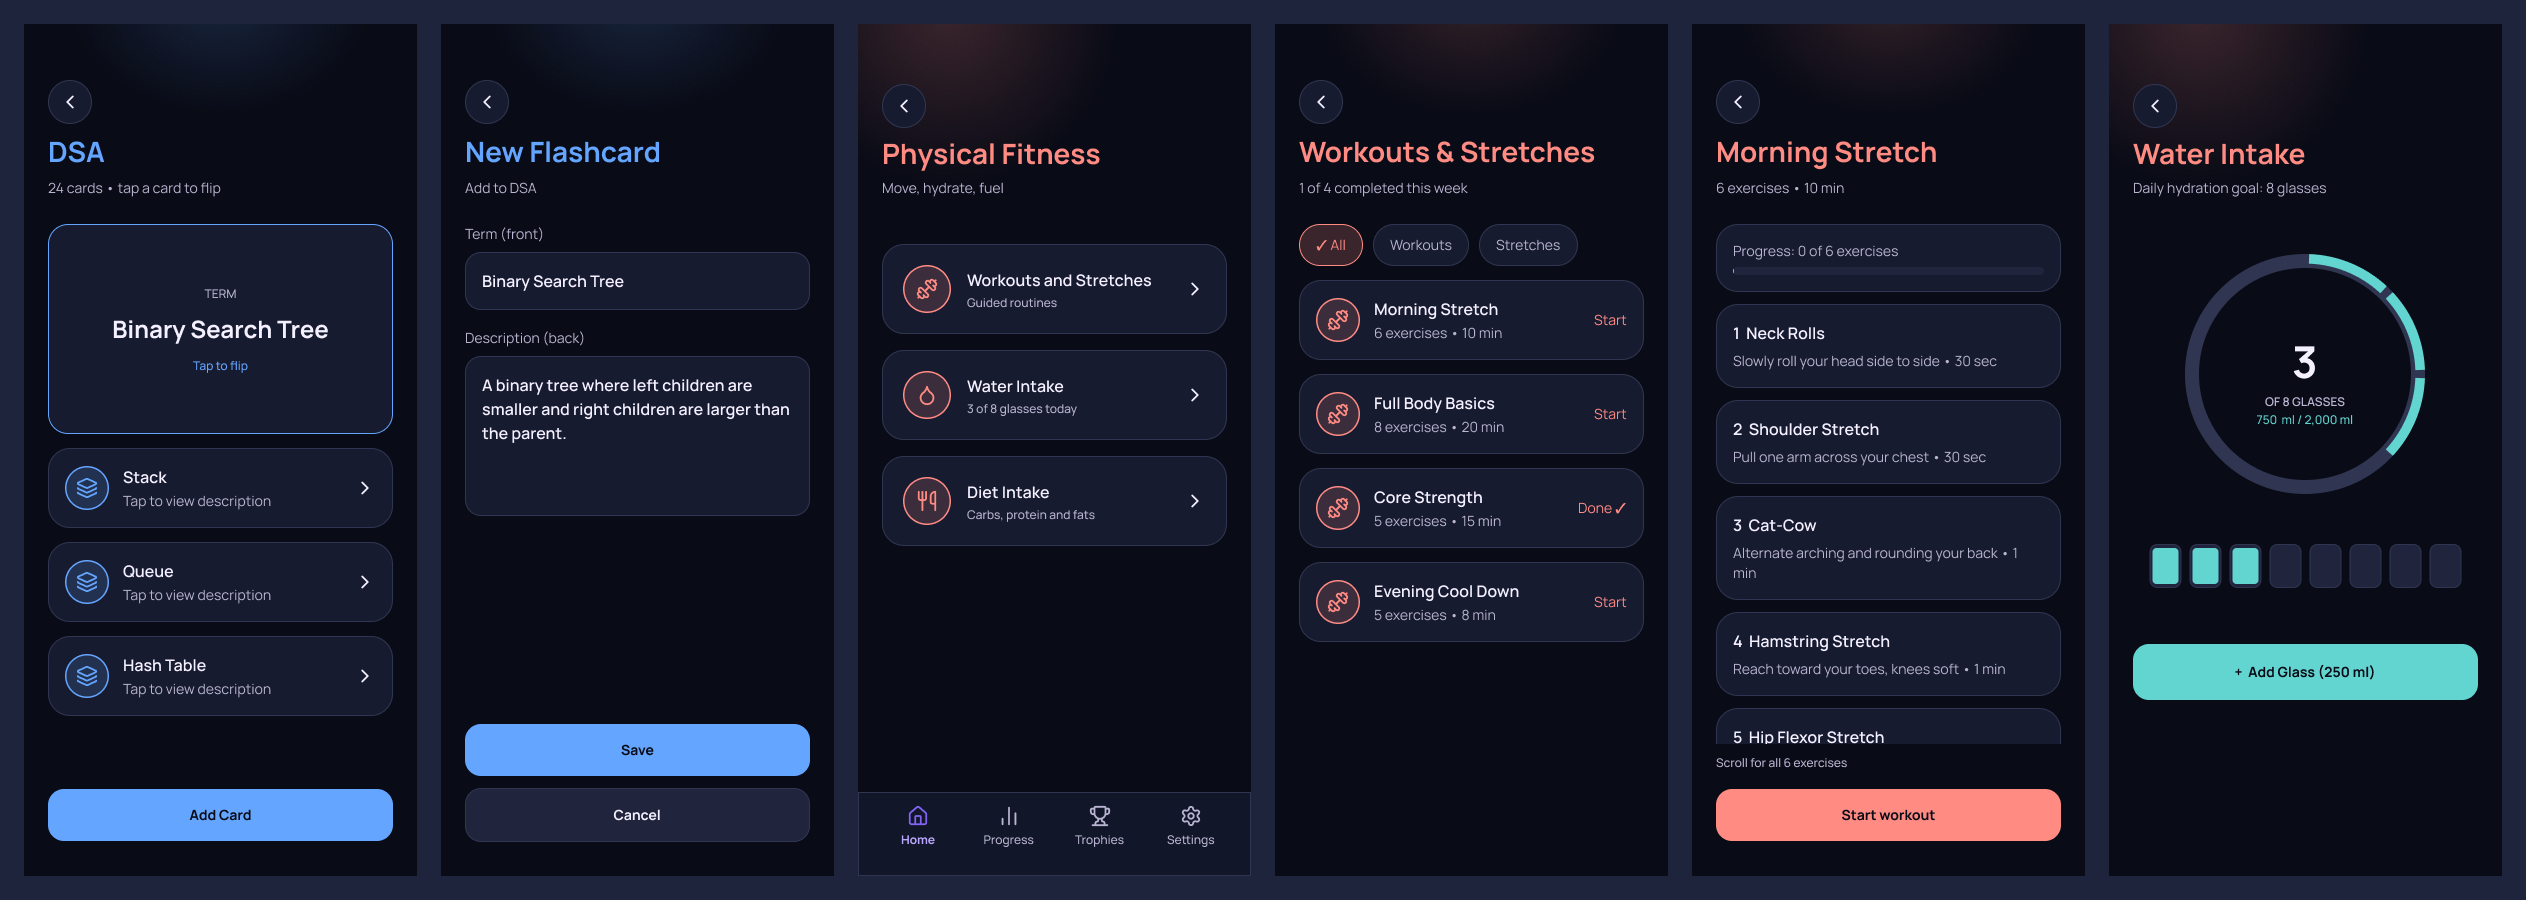 DSA
24 cards • tap a card to flip
TERM
Binary Search Tree
Tap to flip
Stack
Tap to view description
Queue
Tap to view description
Hash Table
Tap to view description
Add Card
New Flashcard
Add to DSA
Term (front)
Binary Search Tree
Description (back)
A binary tree where left children are
smaller and right children are larger than
the parent.
Save
Cancel
Physical Fitness
Move, hydrate, fuel
Workouts and Stretches
Guided routines
Water Intake
3 of 8 glasses today
Diet Intake
Carbs, protein and fats
Home
Progress
Trophies
Settings
Workouts & Stretches
1 of 4 completed this week
✓ All
Workouts
Stretches
Morning Stretch
6 exercises • 10 min
Start
Full Body Basics
8 exercises • 20 min
Start
Core Strength
5 exercises • 15 min
Done ✓
Evening Cool Down
5 exercises • 8 min
Start
Morning Stretch
6 exercises • 10 min
Progress: 0 of 6 exercises
1 Neck Rolls
Slowly roll your head side to side • 30 sec
2 Shoulder Stretch
Pull one arm across your chest • 30 sec
3 Cat-Cow
Alternate arching and rounding your back • 1
min
4 Hamstring Stretch
Reach toward your toes, knees soft • 1 min
5 Hip Flexor Stretch
Scroll for all 6 exercises
Start workout
Water Intake
Daily hydration goal: 8 glasses
3
OF 8 GLASSES
750 ml / 2,000 ml
+ Add Glass (250 ml)